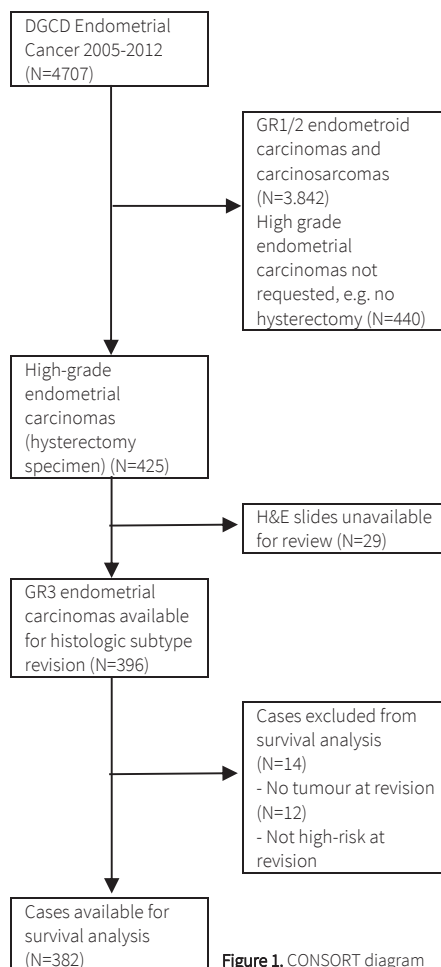 DGCD Endometrial
Cancer 2005-2012
(N=4707)
GR1/2 endometroid
carcinomas and
carcinosarcomas
(N=3.842)
High grade
endometrial
carcinomas not
requested, e.g. no
hysterectomy (N=440)
High-grade
endometrial
carcinomas
(hysterectomy
specimen) (N=425)
H&E slides unavailable
for review (N=29)
GR3 endometrial
carcinomas available
for histologic subtype
revision (N=396)
Cases excluded from
survival analysis
(N=14)
- No tumour at revision
(N=12)
- Not high-risk at
revision
Cases available for
survival analysis
(N=382)
Figure 1. CONSORT diagram